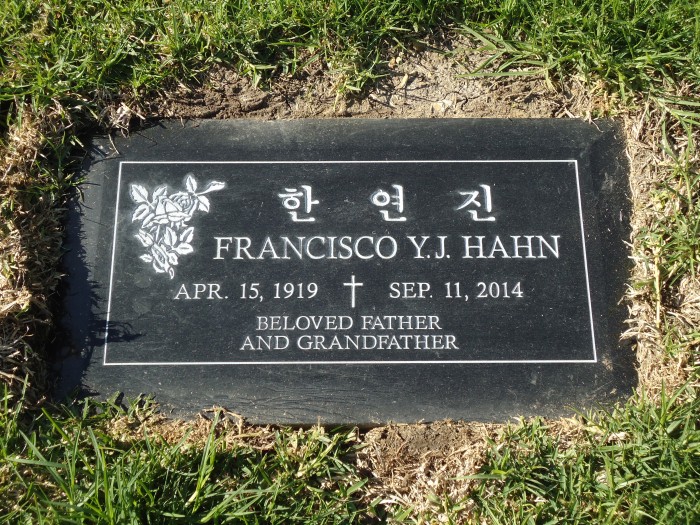 한 연 진
FRANCISCO Y.J. HAHN
APR. 15, 1919 SEP. 11, 2014
BELOVED FATHER
AND GRANDFATHER